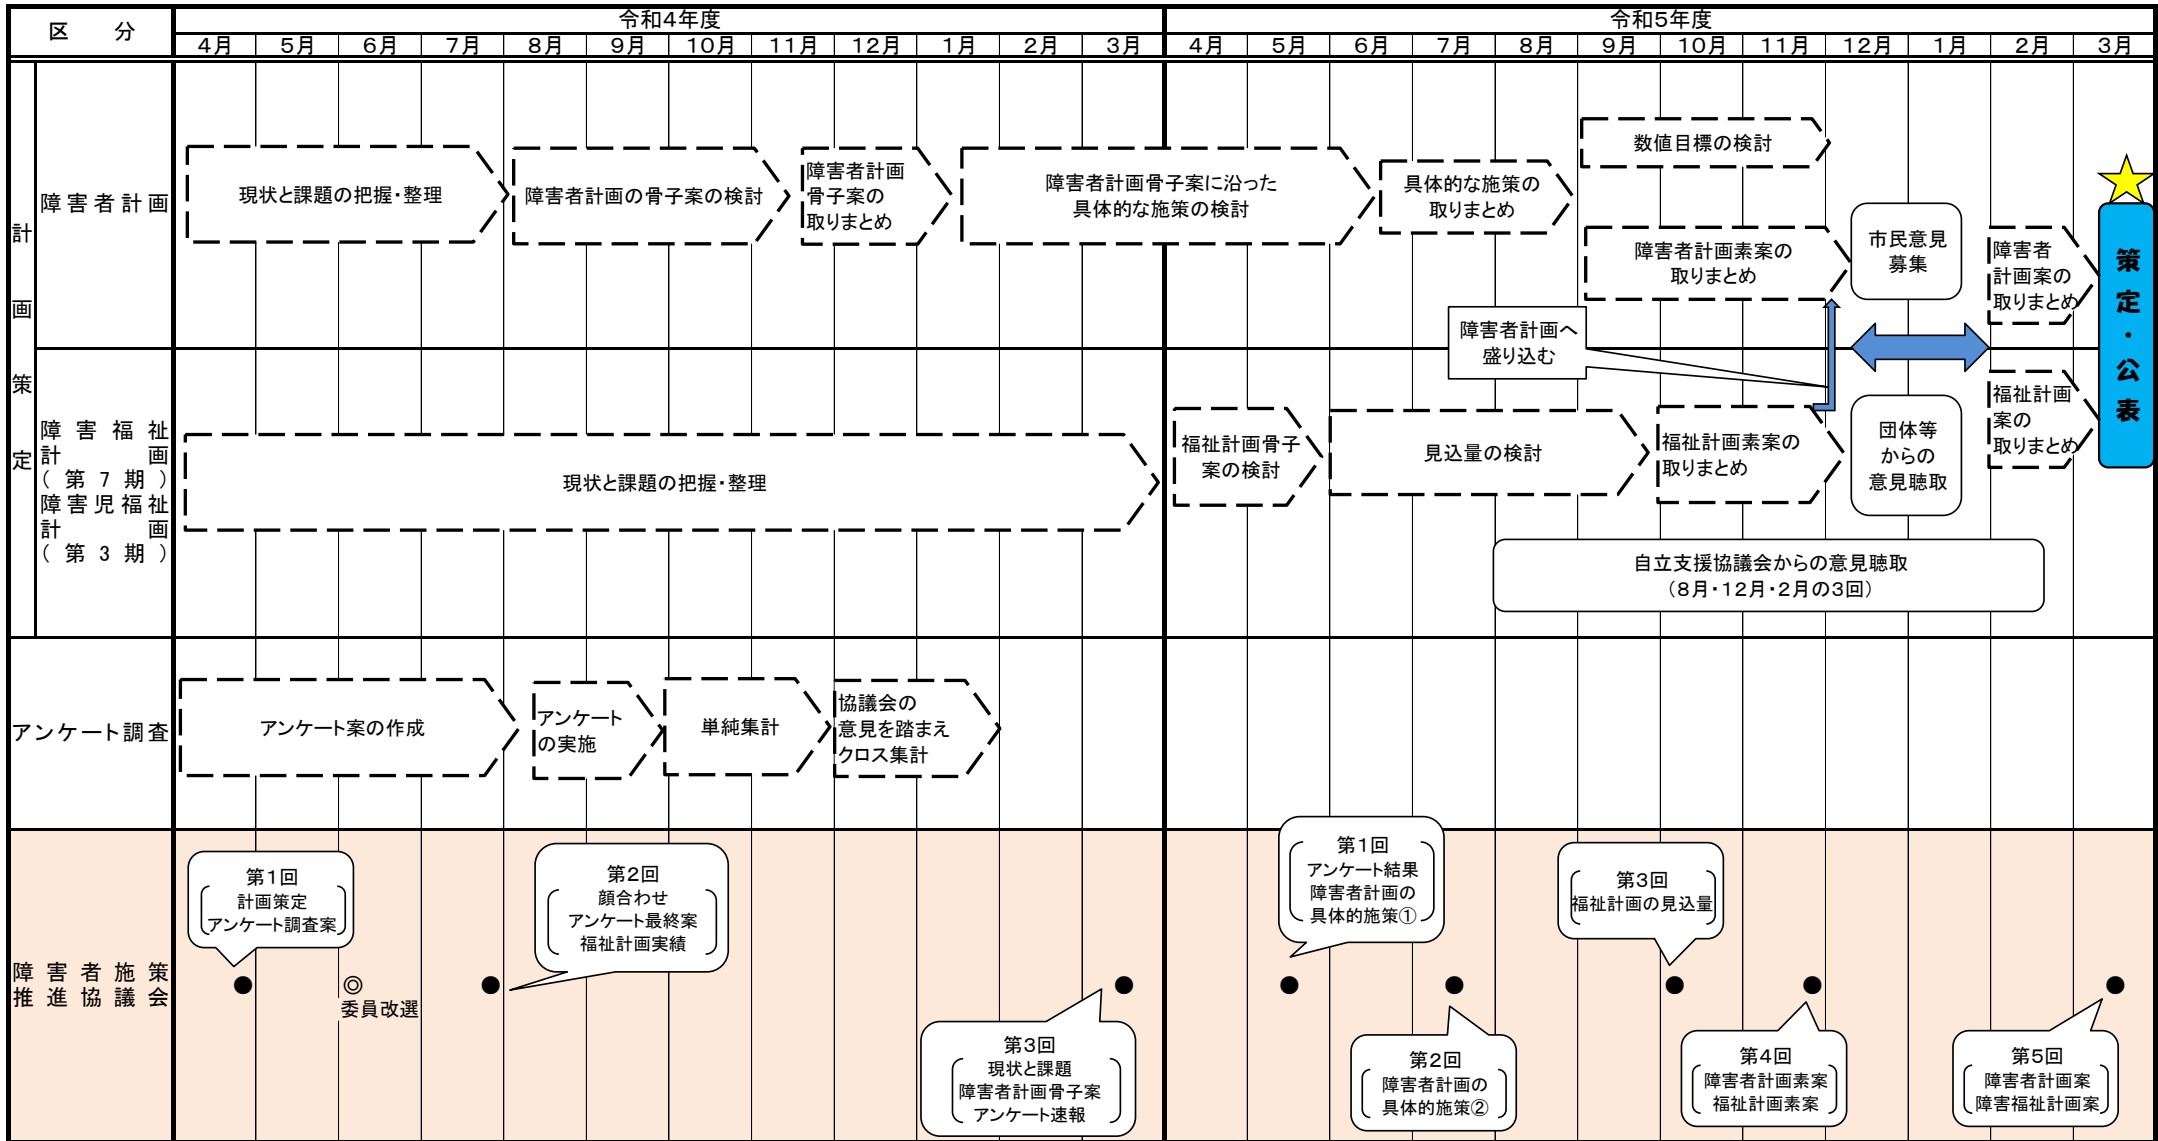 区 分
令和4年度
令和5年度
4月 5月 6月 7月 8月 9月 10月 11月 12月 1月 2月 3月 4月 5月 6月 7月 8月 9月 10月 11月 12月 1月 2月 3月
計画策定
障害者計画
現状と課題の把握・整理
障害者計画の骨子案の検討
障害者計画
骨子案の
取りまとめ
障害者計画骨子案に沿った
具体的な施策の検討
具体的な施策の
取りまとめ
数値目標の検討
障害者計画素案の
取りまとめ
市民意見
募集
障害者
計画案の
取りまとめ
策定・公表
障害者計画へ
盛り込む
障害福祉
計画
(第7期)
障害児福祉
計画
(第3期)
現状と課題の把握・整理
福祉計画骨子
案の検討
見込量の検討
福祉計画素案の
取りまとめ
団体等
からの
意見聴取
福祉計画
案の
取りまとめ
自立支援協議会からの意見聴取
(8月・12月・2月の3回)
アンケート調査
アンケート案の作成
アンケート
の実施
単純集計
協議会の
意見を踏まえ
クロス集計
障害者施策
推進協議会
第1回
計画策定
アンケート調査案
◎
委員改選
第2回
顔合わせ
アンケート最終案
福祉計画実績
第3回
現状と課題
障害者計画骨子案
アンケート速報
第1回
アンケート結果
障害者計画の
具体的施策①
第2回
障害者計画の
具体的施策②
第3回
福祉計画の見込量
第4回
障害者計画素案
福祉計画素案
第5回
障害者計画案
障害福祉計画案